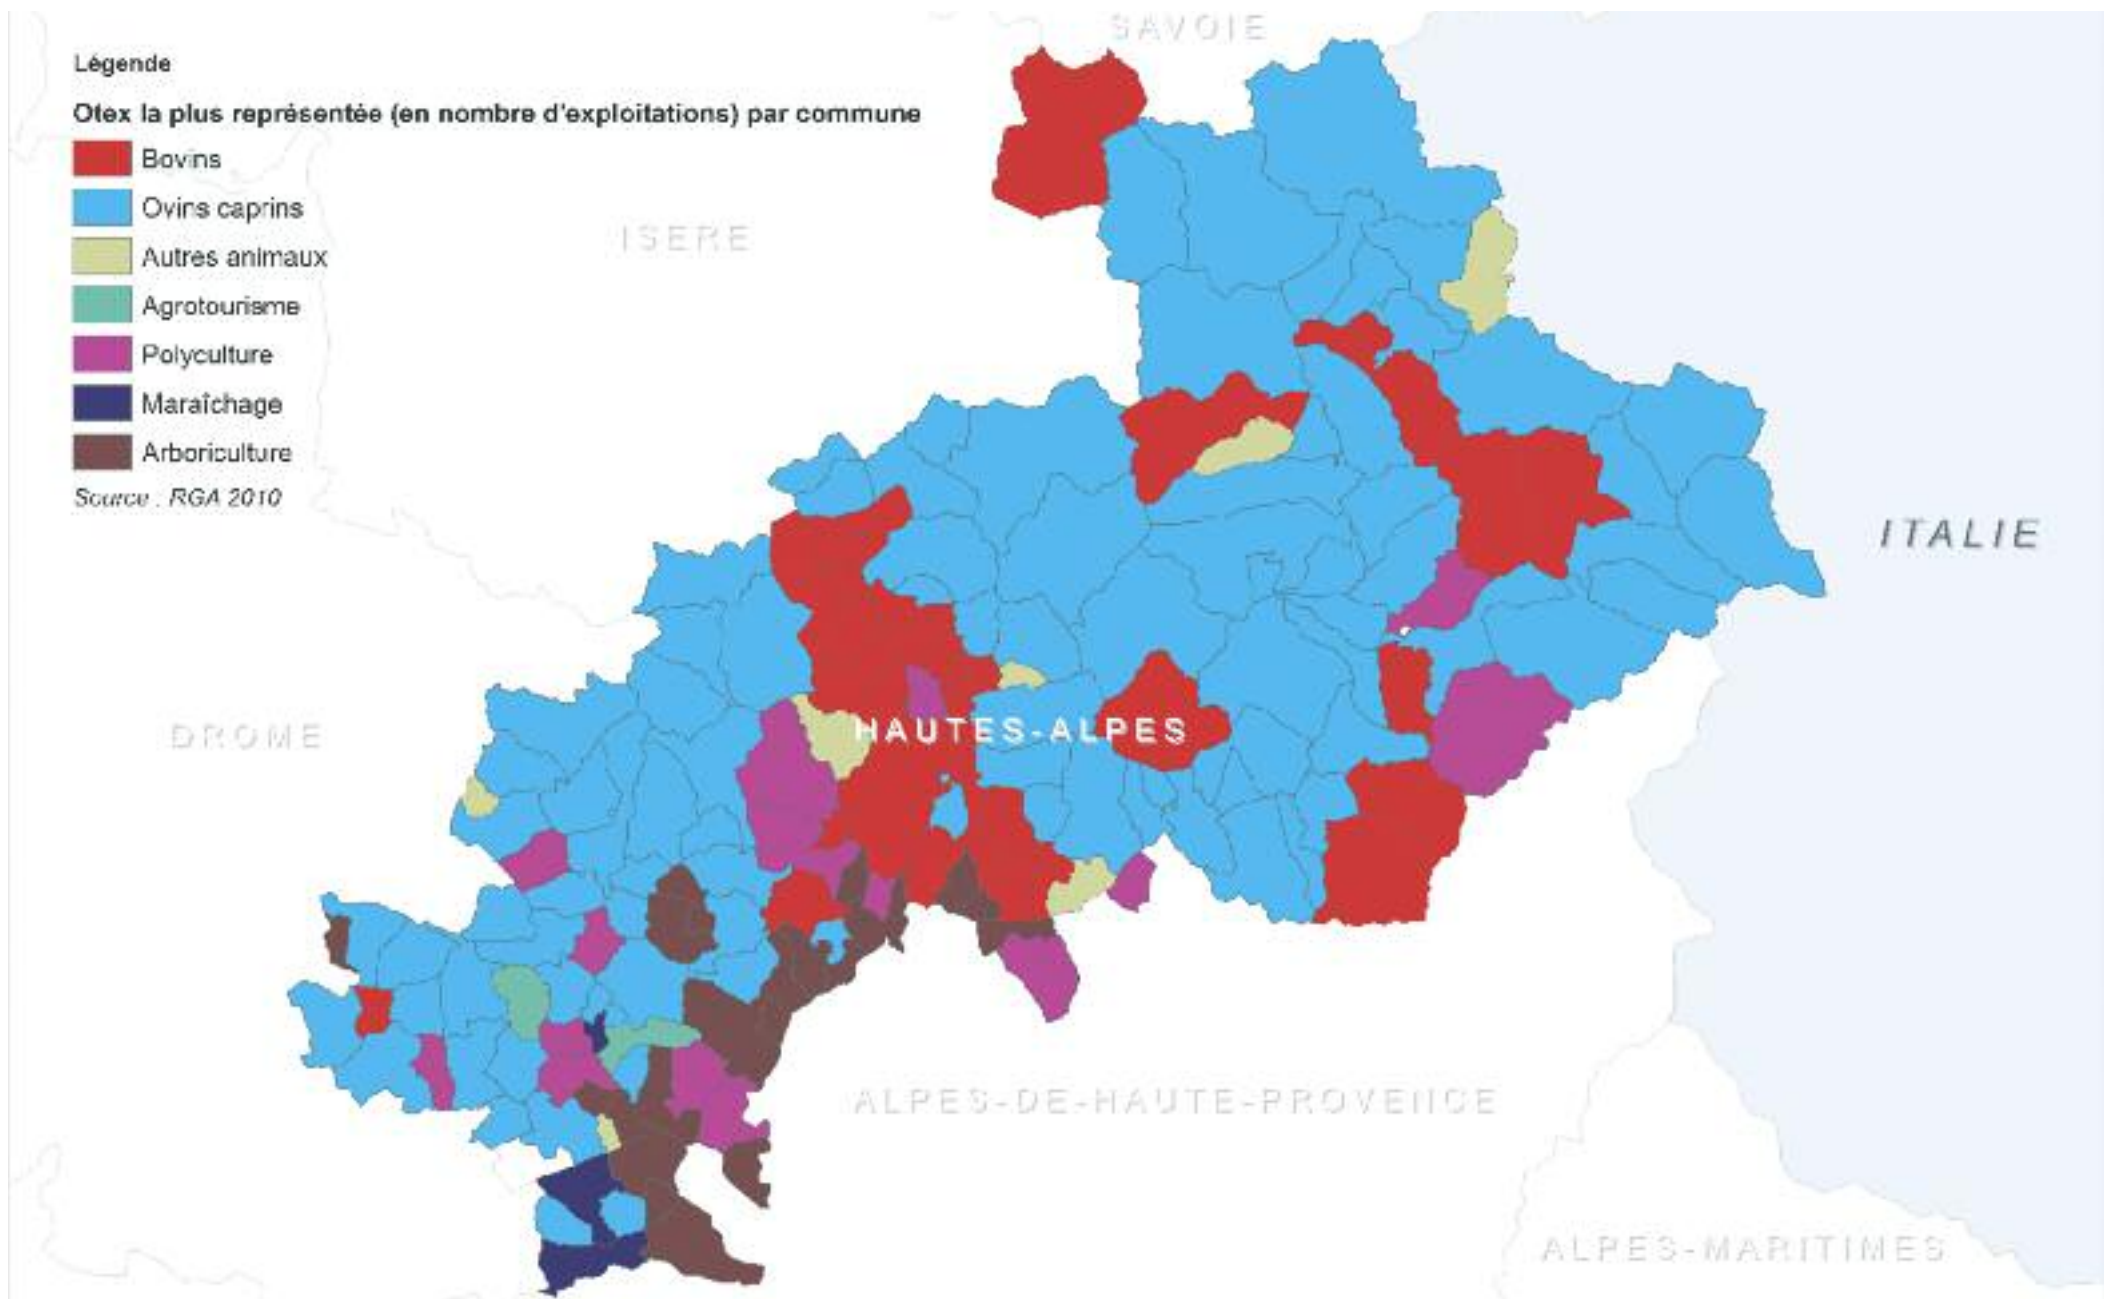 SAVOIE
Légende
Otex la plus représentée (en nombre d'exploitations) par commune
Bovins
Ovins caprins
Autres animaux
Agrotourisme
Polyculture
Maraîchage
Arboriculture
Source : RGA 2010
ISERE
ITALIE
DROME
HAUTES-ALPES
ALPES-DE-HAUTE-PROVENCE
ALPES-MARITIMES